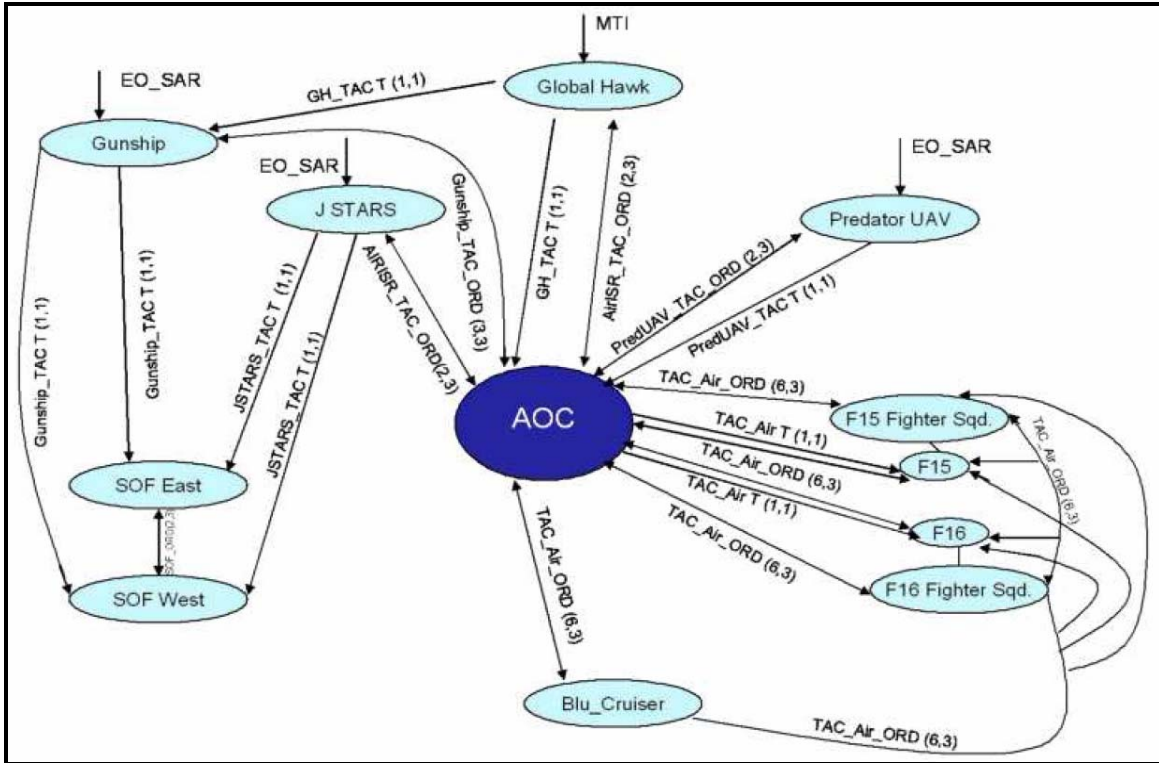 MTI
Global Hawk
EO_SAR
GH_TAC T (1,1)
Gunship
EO_SAR
J STARS
EO_SAR
Predator UAV
Gunship_TAC T (1,1)
Gunship_TAC T (1,1)
JSTARS_TAC T (1,1)
JSTARS_TAC T (1,1)
AIRISR_TAC_ORD(2,3)
Gunship_TAC_ORD (3,3)
GH_TAC T (1,1)
AirISR_TAC_ORD (2,3)
PredUAV_TAC_ORD (2,3)
PredUAV_TAC T (1,1)
AOC
TAC_Air_ORD (6,3)
F15 Fighter Sqd.
TAC_Air T (1,1)
F15
TAC_Air_ORD (6,3)
TAC_Air T (1,1)
F16
TAC_Air_ORD (6,3)
F16 Fighter Sqd.
TAC_Air_ORD (6,3)
SOF East
SOF_ORD(2,3)
SOF West
TAC_Air_ORD (6,3)
Blu_Cruiser
TAC_Air_ORD (6,3)